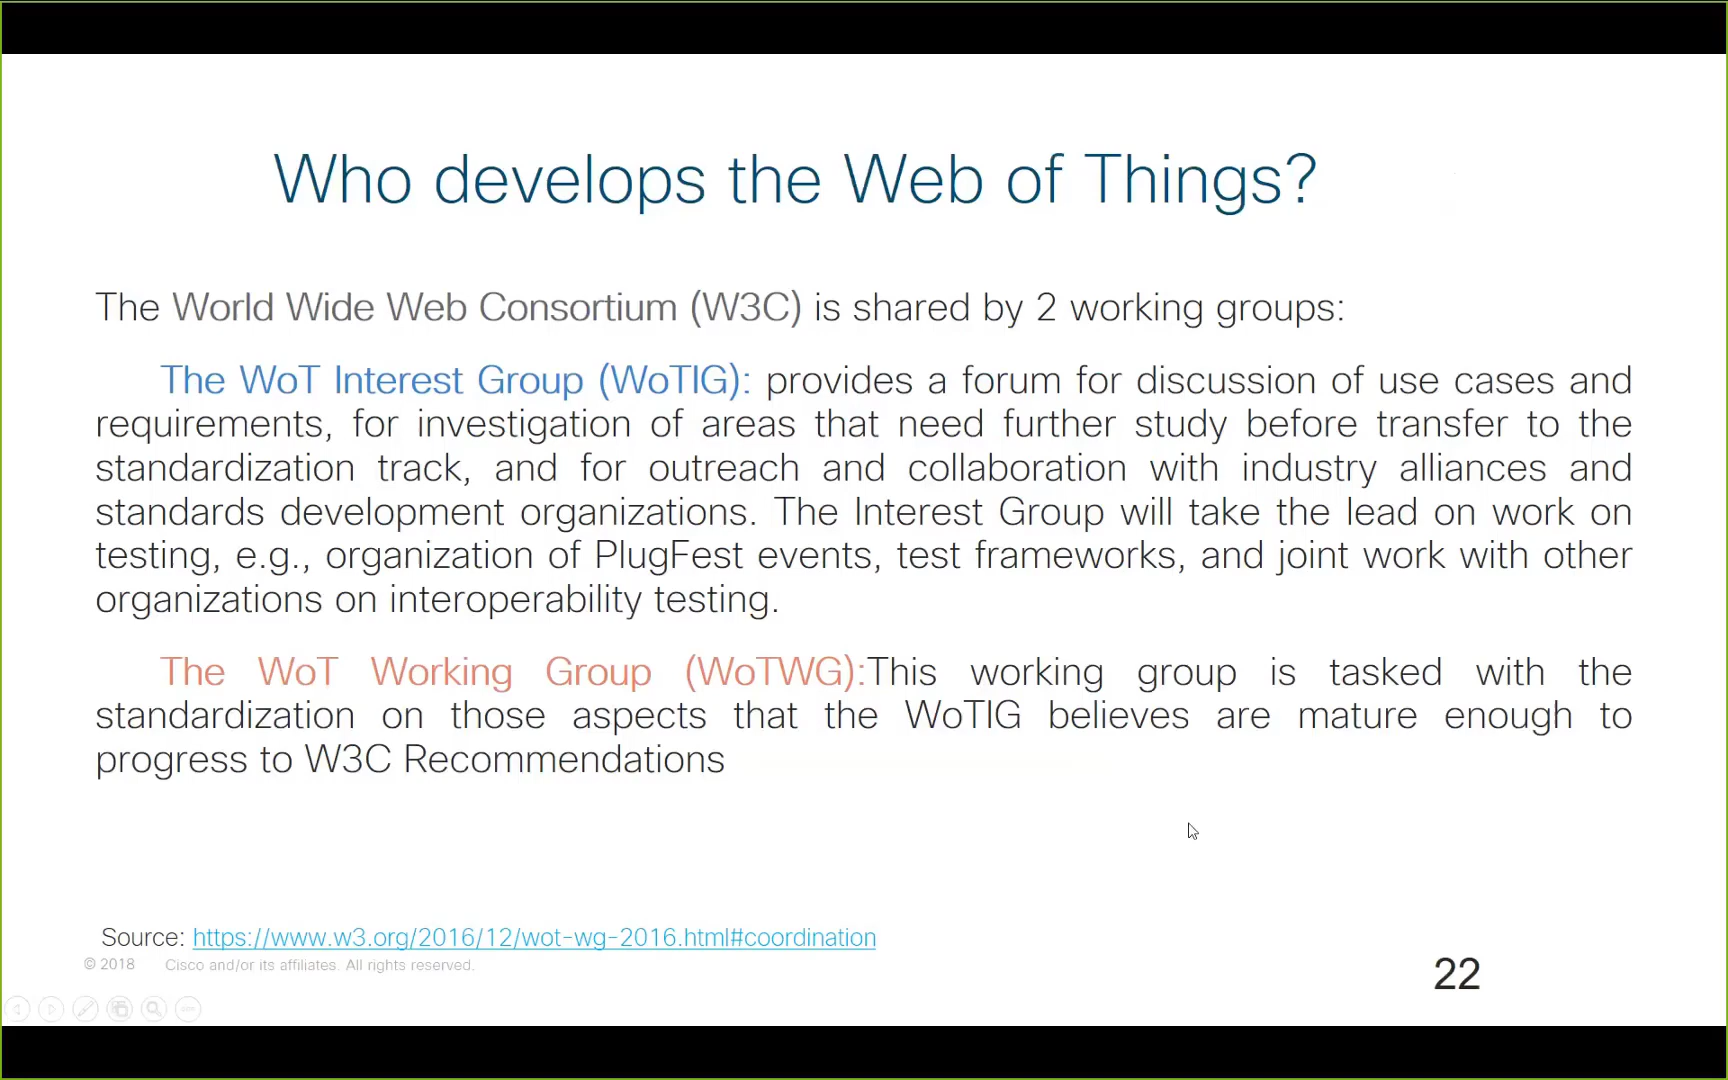 Who develops the Web of Things?
The World Wide Web Consortium (W3C) is shared by 2 working groups:
The WoT Interest Group (WoTIG): provides a forum for discussion of use cases and
requirements, for investigation of areas that need further study before transfer to the
standardization track, and for outreach and collaboration with industry alliances and
standards development organizations. The Interest Group will take the lead on work on
testing, e.g., organization of PlugFest events, test frameworks, and joint work with other
organizations on interoperability testing.
The WoT Working Group (WoTWG):This working group is tasked with the
standardization on those aspects that the WoTIG believes are mature enough to
progress to W3C Recommendations
Source: https://www.w3.org/2016/12/wot-wg-2016.html#coordination
© 2018 Cisco and/or its affiliates. All rights reserved.
22